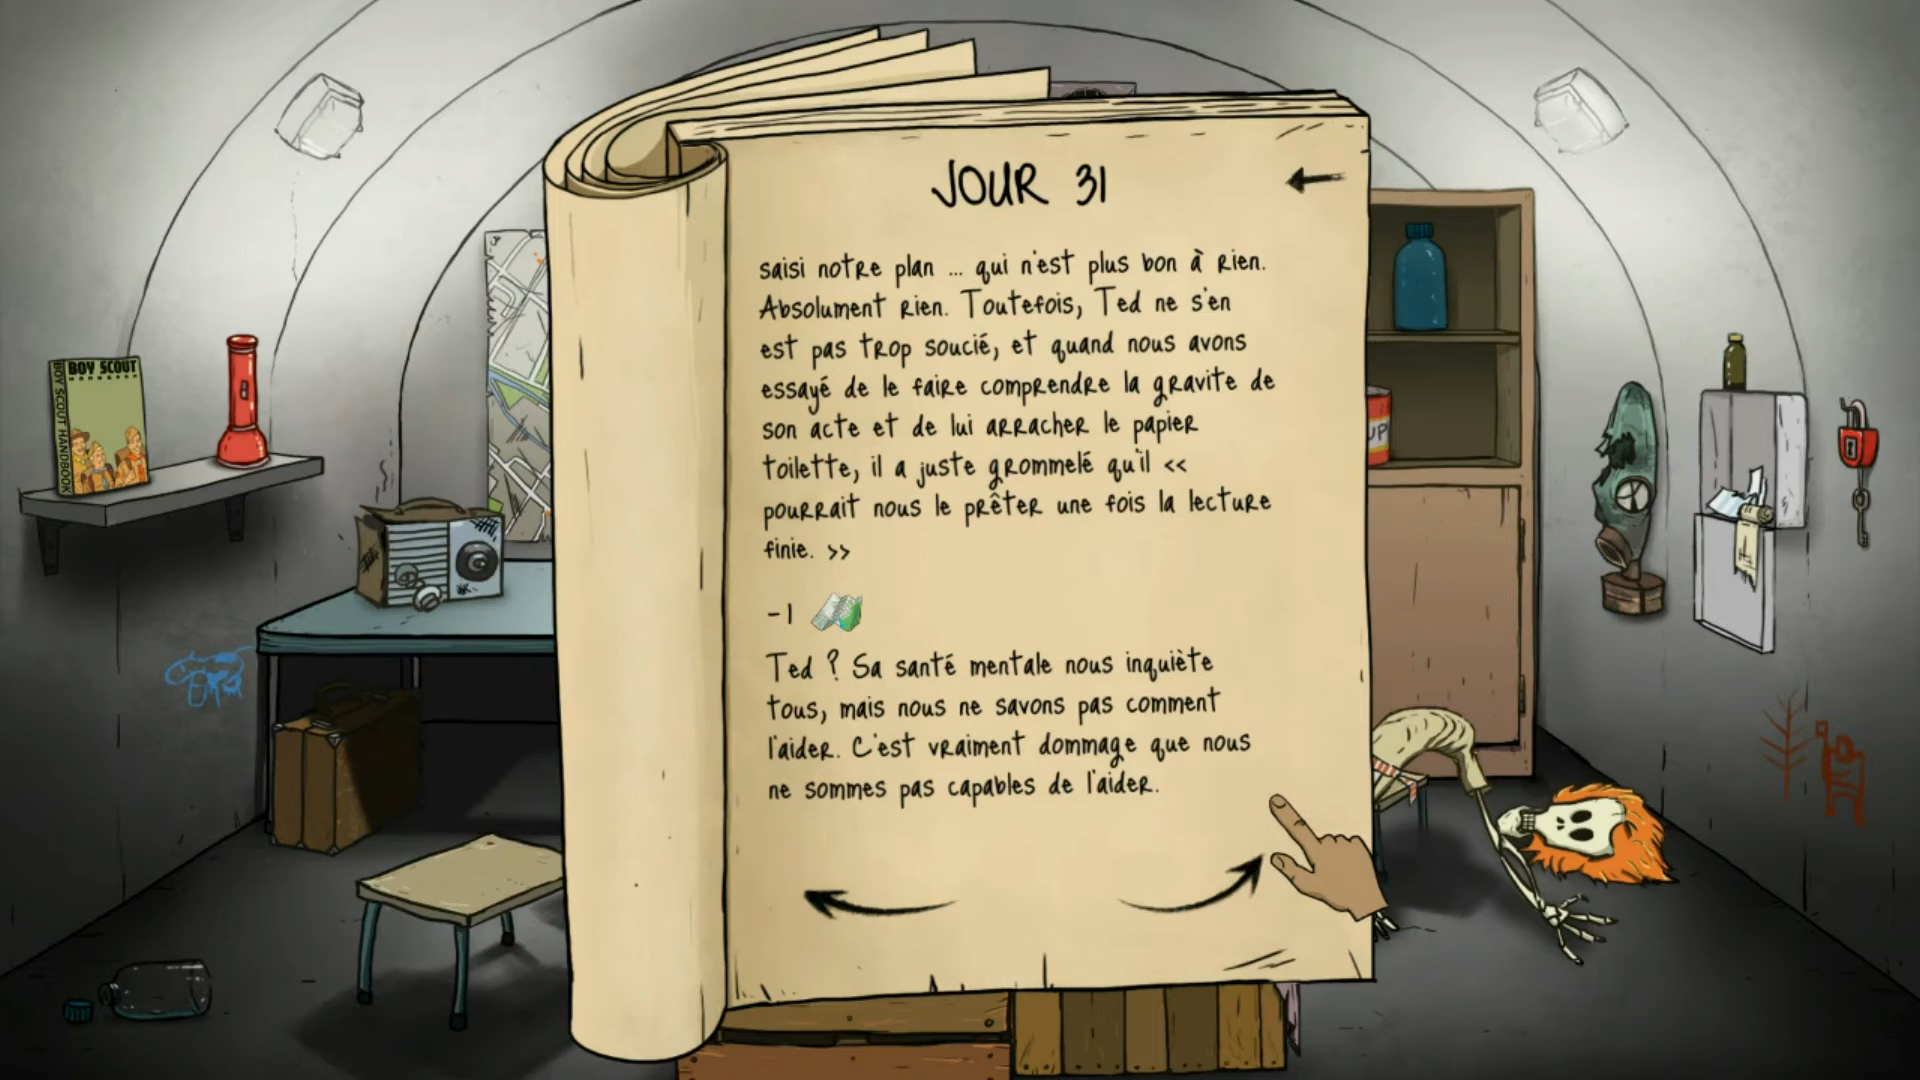 JOUR 31
saisi notre plan ... qui n'est plus bon à rien.
Absolument rien. Toutefois, Ted ne s'en
est pas trop soucié, et quand nous avons
essayé de le faire comprendre la gravite de
son acte et de lui arracher le papier
toilette, il a juste grommelé qu'il <<
pourrait nous le prêter une fois la lecture
finie. >>
-1
Ted ? Sa santé mentale nous inquiète
tous, mais nous ne savons pas comment
l'aider. C'est vraiment dommage que nous
ne sommes pas capables de l'aider.
BOY SCOUT
HANDBOOK
BOY SCOUT HANDBOOK
UP